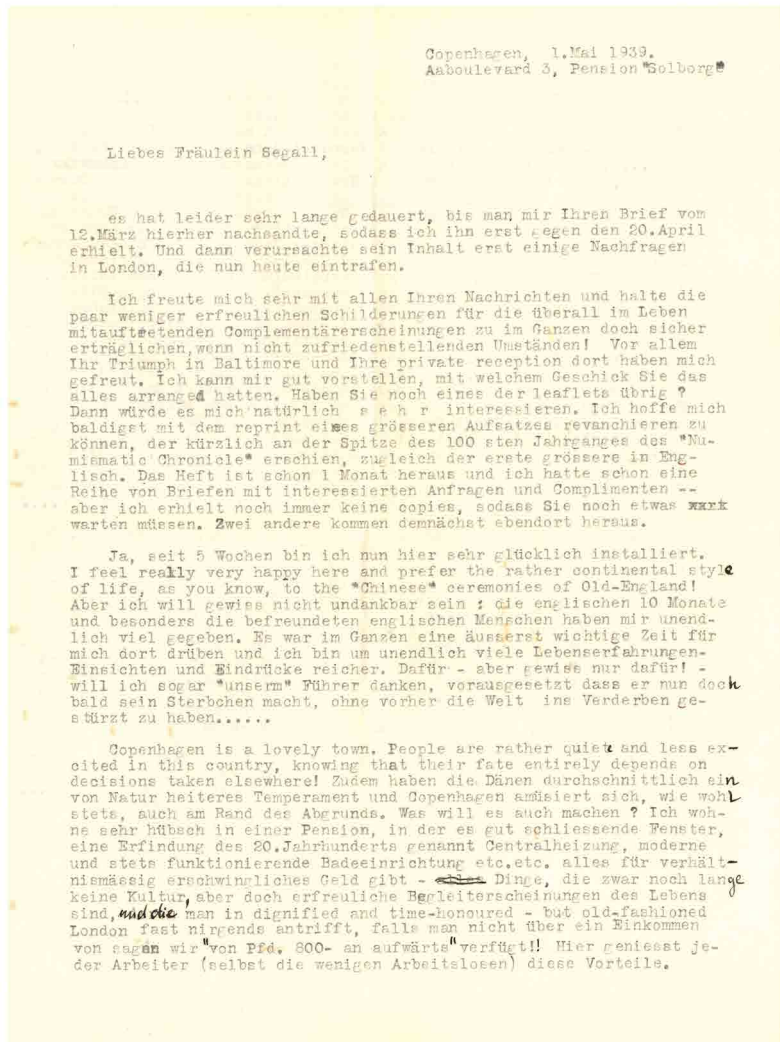 Copenhagen, 1.Mai 1939.
Aaboulevard 3, Pension "Solborg"
Liebes Fräulein Segall,
es hat leider sehr lange gedauert, bis man mir Ihren Brief vom
12.März hierher nachsandte, sodass ich ihn erst gegen den 20.April
erhielt. Und dann verursachte sein Inhalt erst einige Nachfragen
in London, die nun heute eintrafen.
Ich freute mich sehr mit allen Ihren Nachrichten und halte die
paar weniger erfreulichen Schilderungen für die überall im Leben
mitauftretenden Complementärerscheinungen zu im Ganzen doch sicher
erträglichen,wenn nicht zufriedenstellenden Umständen! Vor allem
Ihr Triumph in Baltimore und Ihre private reception dort haben mich
gefreut. Ich kann mir gut vorstellen, mit welchem Geschick Sie das
alles arranged hatten. Haben Sie noch eines der leaflets übrig ?
Dann würde es mich natürlich s e h r interessieren. Ich hoffe mich
baldigst mit dem reprint eines grösseren Aufsatzes revanchieren zu
können, der kürzlich an der Spitze des 100 sten Jahrganges des "Nu-
mismatic Chronicle" erschien, zugleich der erste grössere in Eng-
lisch. Das Heft ist schon 1 Monat heraus und ich hatte schon eine
Reihe von Briefen mit interessierten Anfragen und Complimenten --
aber ich erhielt noch immer keine copies, sodass Sie noch etwas
warten müssen. Zwei andere kommen demnächst ebendort heraus.
Ja, seit 5 Wochen bin ich nun hier sehr glücklich installiert.
I feel really very happy here and prefer the rather continental style
of life, as you know, to the "Chinese" ceremonies of Old-England!
Aber ich will gewiss nicht undankbar sein : die englischen 10 Monate
und besonders die befreundeten englischen Menschen haben mir unend-
lich viel gegeben. Es war im Ganzen eine äusserst wichtige Zeit für
mich dort drüben und ich bin um unendlich viele Lebenserfahrungen-
Einsichten und Eindrücke reicher. Dafür - aber gewiss nur dafür! -
will ich sogar "unserm" Führer danken, vorausgesetzt dass er nun doch
bald sein Sterbchen macht, ohne vorher die Welt ins Verderben ge-
stürzt zu haben......
Copenhagen is a lovely town. People are rather quiet and less ex-
cited in this country, knowing that their fate entirely depends on
decisions taken elsewhere! Zudem haben die Dänen durchschnittlich ein
von Natur heiteres Temperament und Copenhagen amüsiert sich, wie wohl
stets, auch am Rand des Abgrunds. Was will es auch machen ? Ich woh-
ne sehr hübsch in einer Pension, in der es gut schliessende Fenster,
eine Erfindung des 20.Jahrhunderts genannt Centralheizung, moderne
und stets funktionierende Badeeinrichtung etc.etc. alles für verhält-
nismässig erschwingliches Geld gibt - Dinge, die zwar noch lange
keine Kultur, aber doch erfreuliche Begleiterscheinungen des Lebens
sind, und die man in dignified and time-honoured - but old-fashioned
London fast nirgends antrifft, falls man nicht über ein Einkommen
von sagen wir "von Pfd. 800- an aufwärts" verfügt!! Hier geniesst je-
der Arbeiter (selbst die wenigen Arbeitslosen) diese Vorteile.